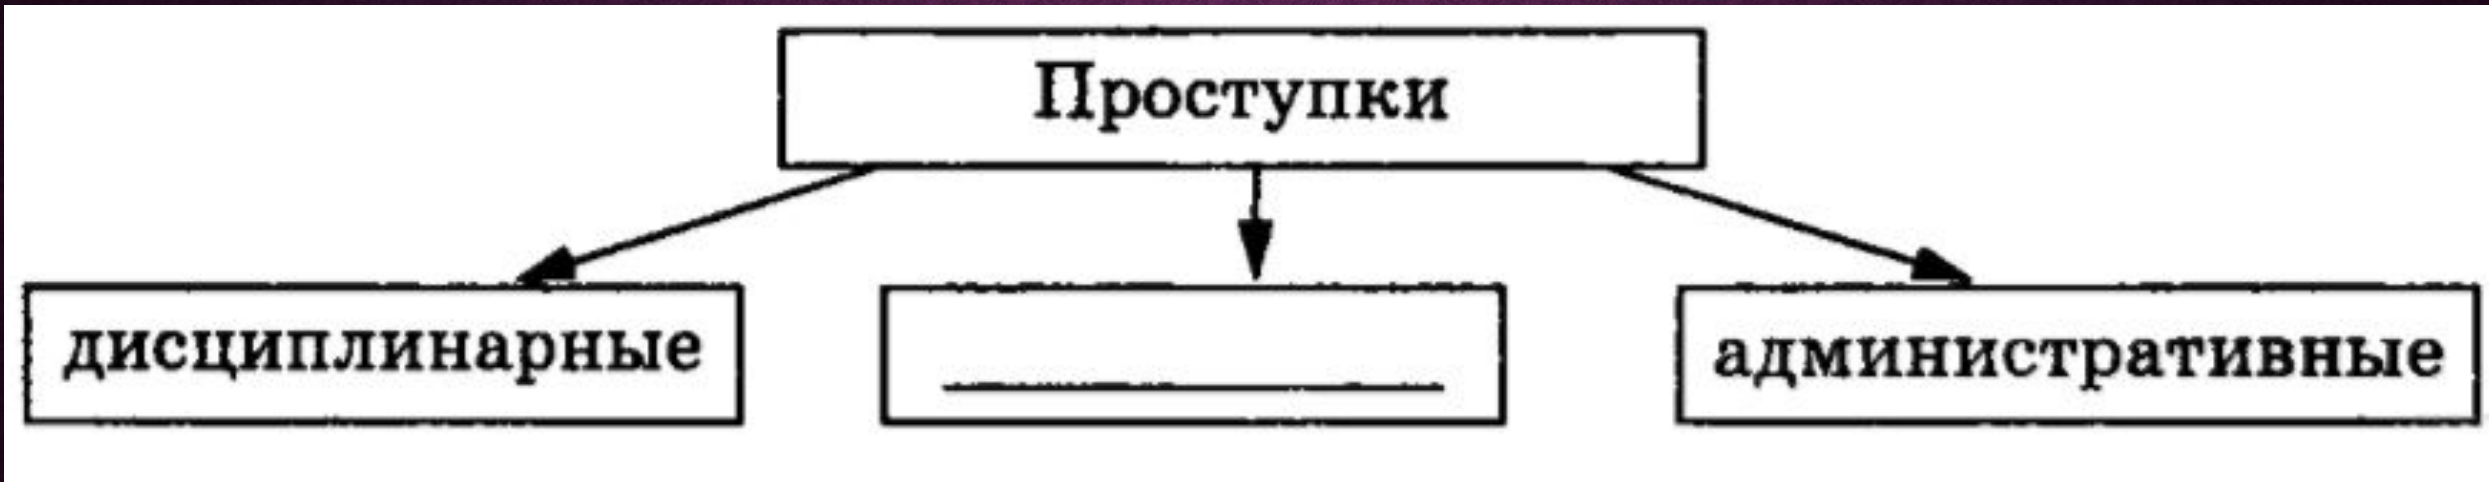 Проступки
дисциплинарные
административные